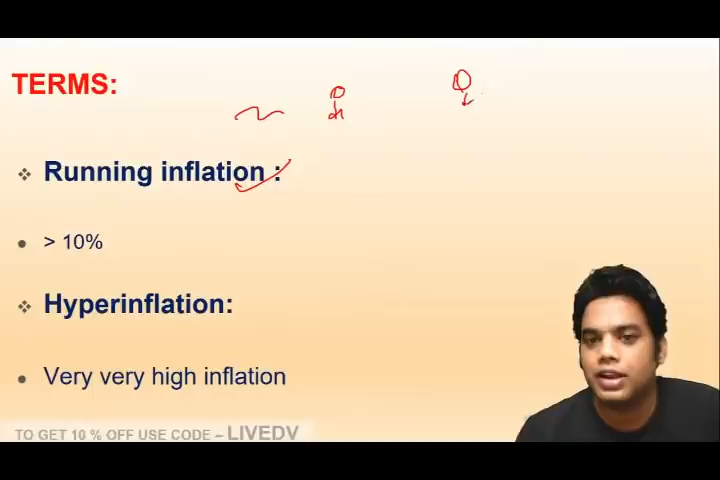 TERMS:
Running inflation :
> 10%
Hyperinflation:
Very very high inflation
TO GET 10 % OFF USE CODE – LIVEDV